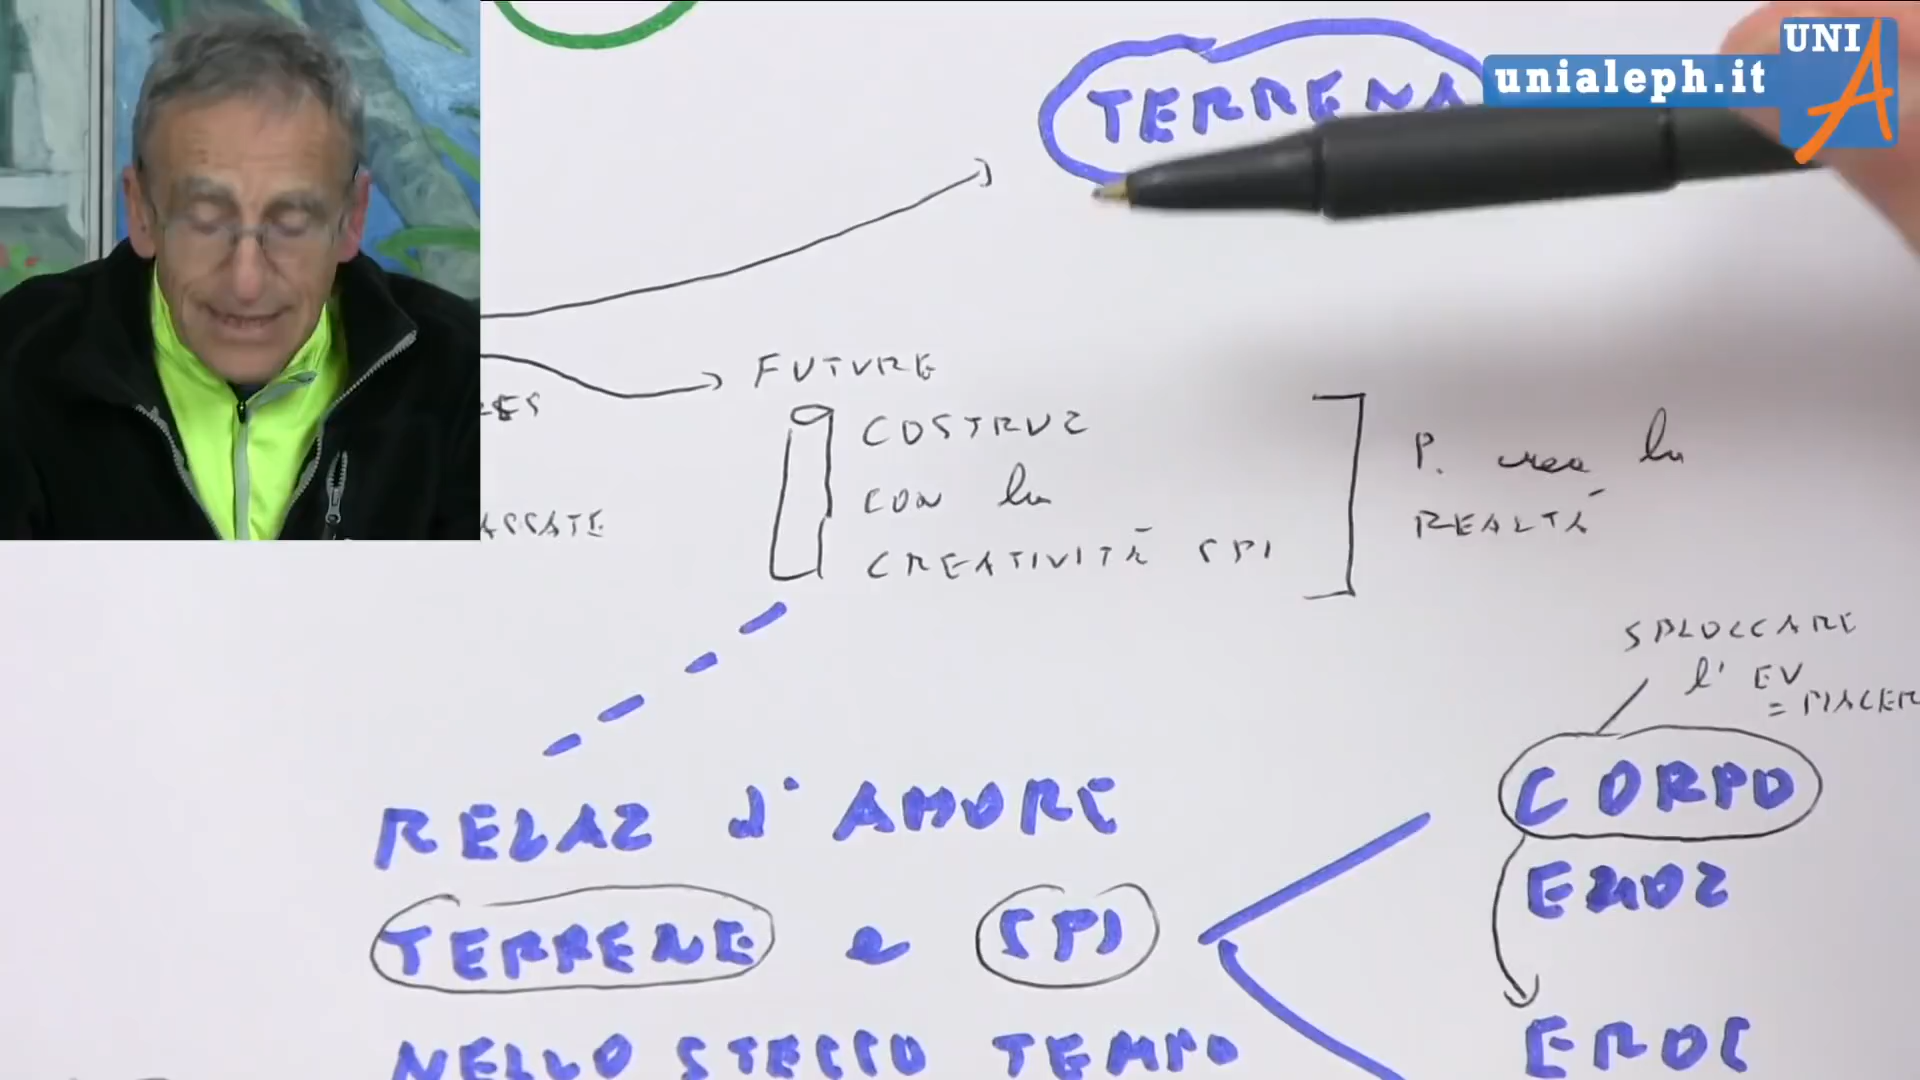 UNI
unialeph.it
TERRENA
FUTURE
COSTRUZ
CON la
CREATIVITÀ SPI
P. crea la
REALTÀ
SBLOCCARE
l' EV
= PIACER
RELAZ d'AMORE
TERRENE e SPI
NELLO STESSO TEMPO
CORPO
EMOZ
EROS